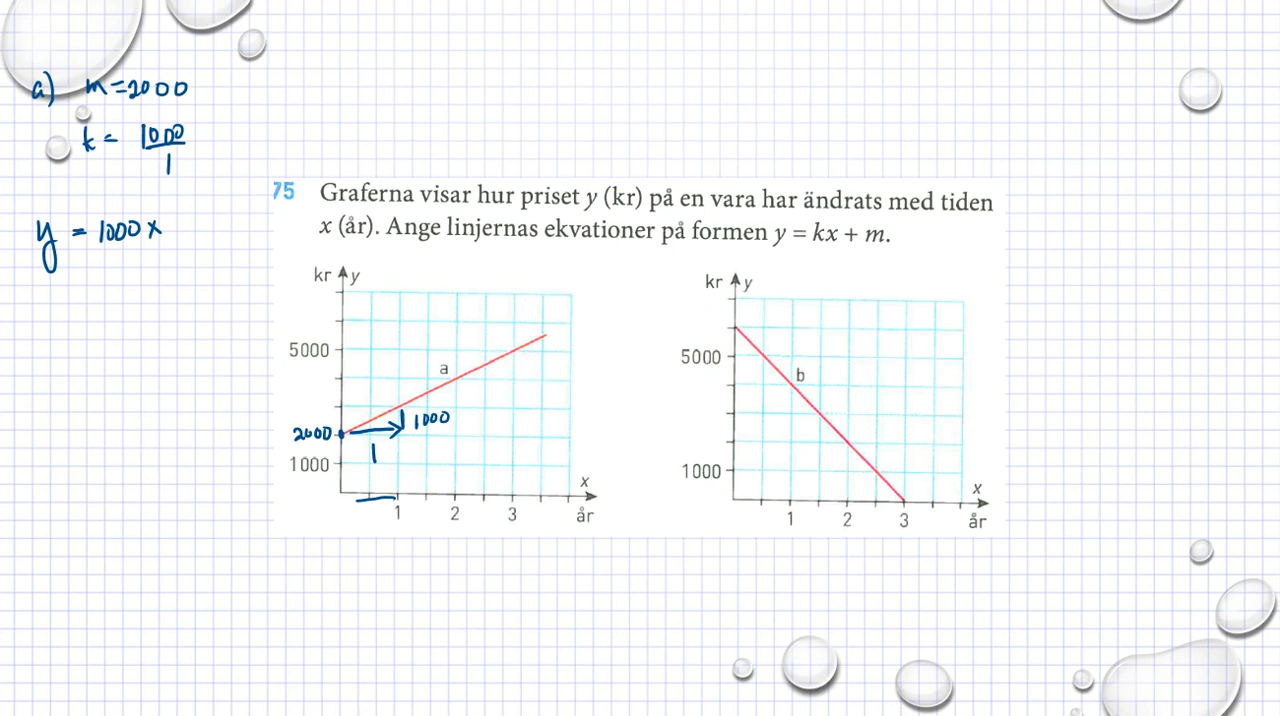 a) m=2000
k = 1000
1
y = 1000x
75 Graferna visar hur priset y (kr) på en vara har ändrats med tiden
x (år). Ange linjernas ekvationer på formen y = kx + m.
kr y
5000
a
1000
2000
1
1000
x
1 2 3 år
kr y
5000
b
1000
x
1 2 3 år